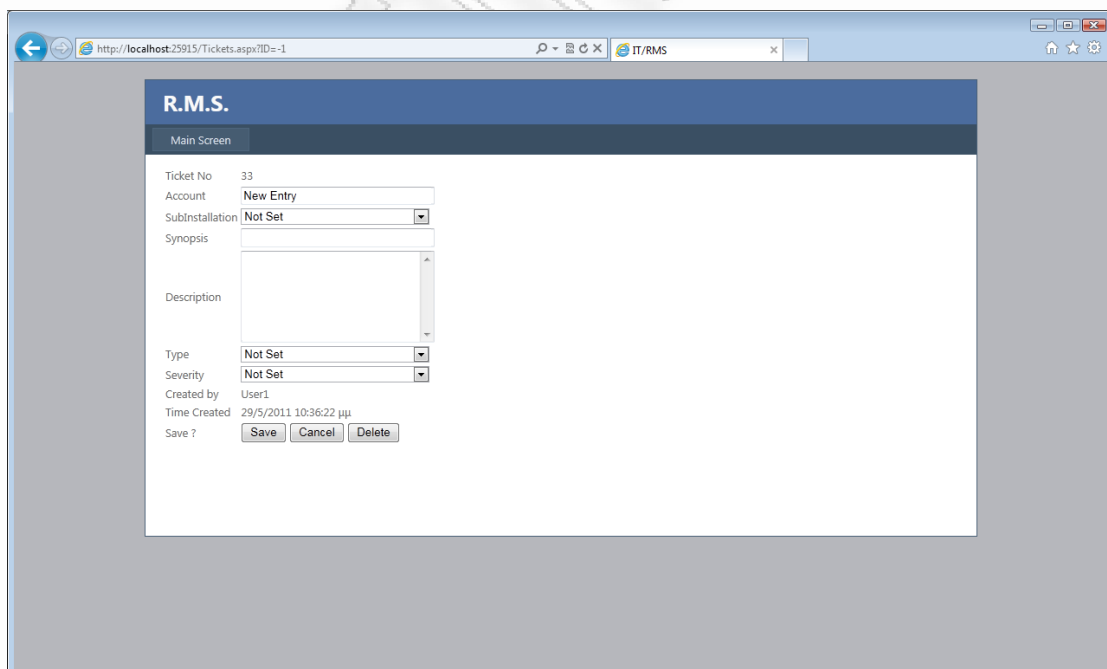 http://localhost:25915/Tickets.aspx?ID=-1
IT/RMS
R.M.S.
Main Screen
Ticket No 33
Account New Entry
SubInstallation Not Set
Synopsis
Description
Type Not Set
Severity Not Set
Created by User1
Time Created 29/5/2011 10:36:22 μμ
Save ? Save Cancel Delete